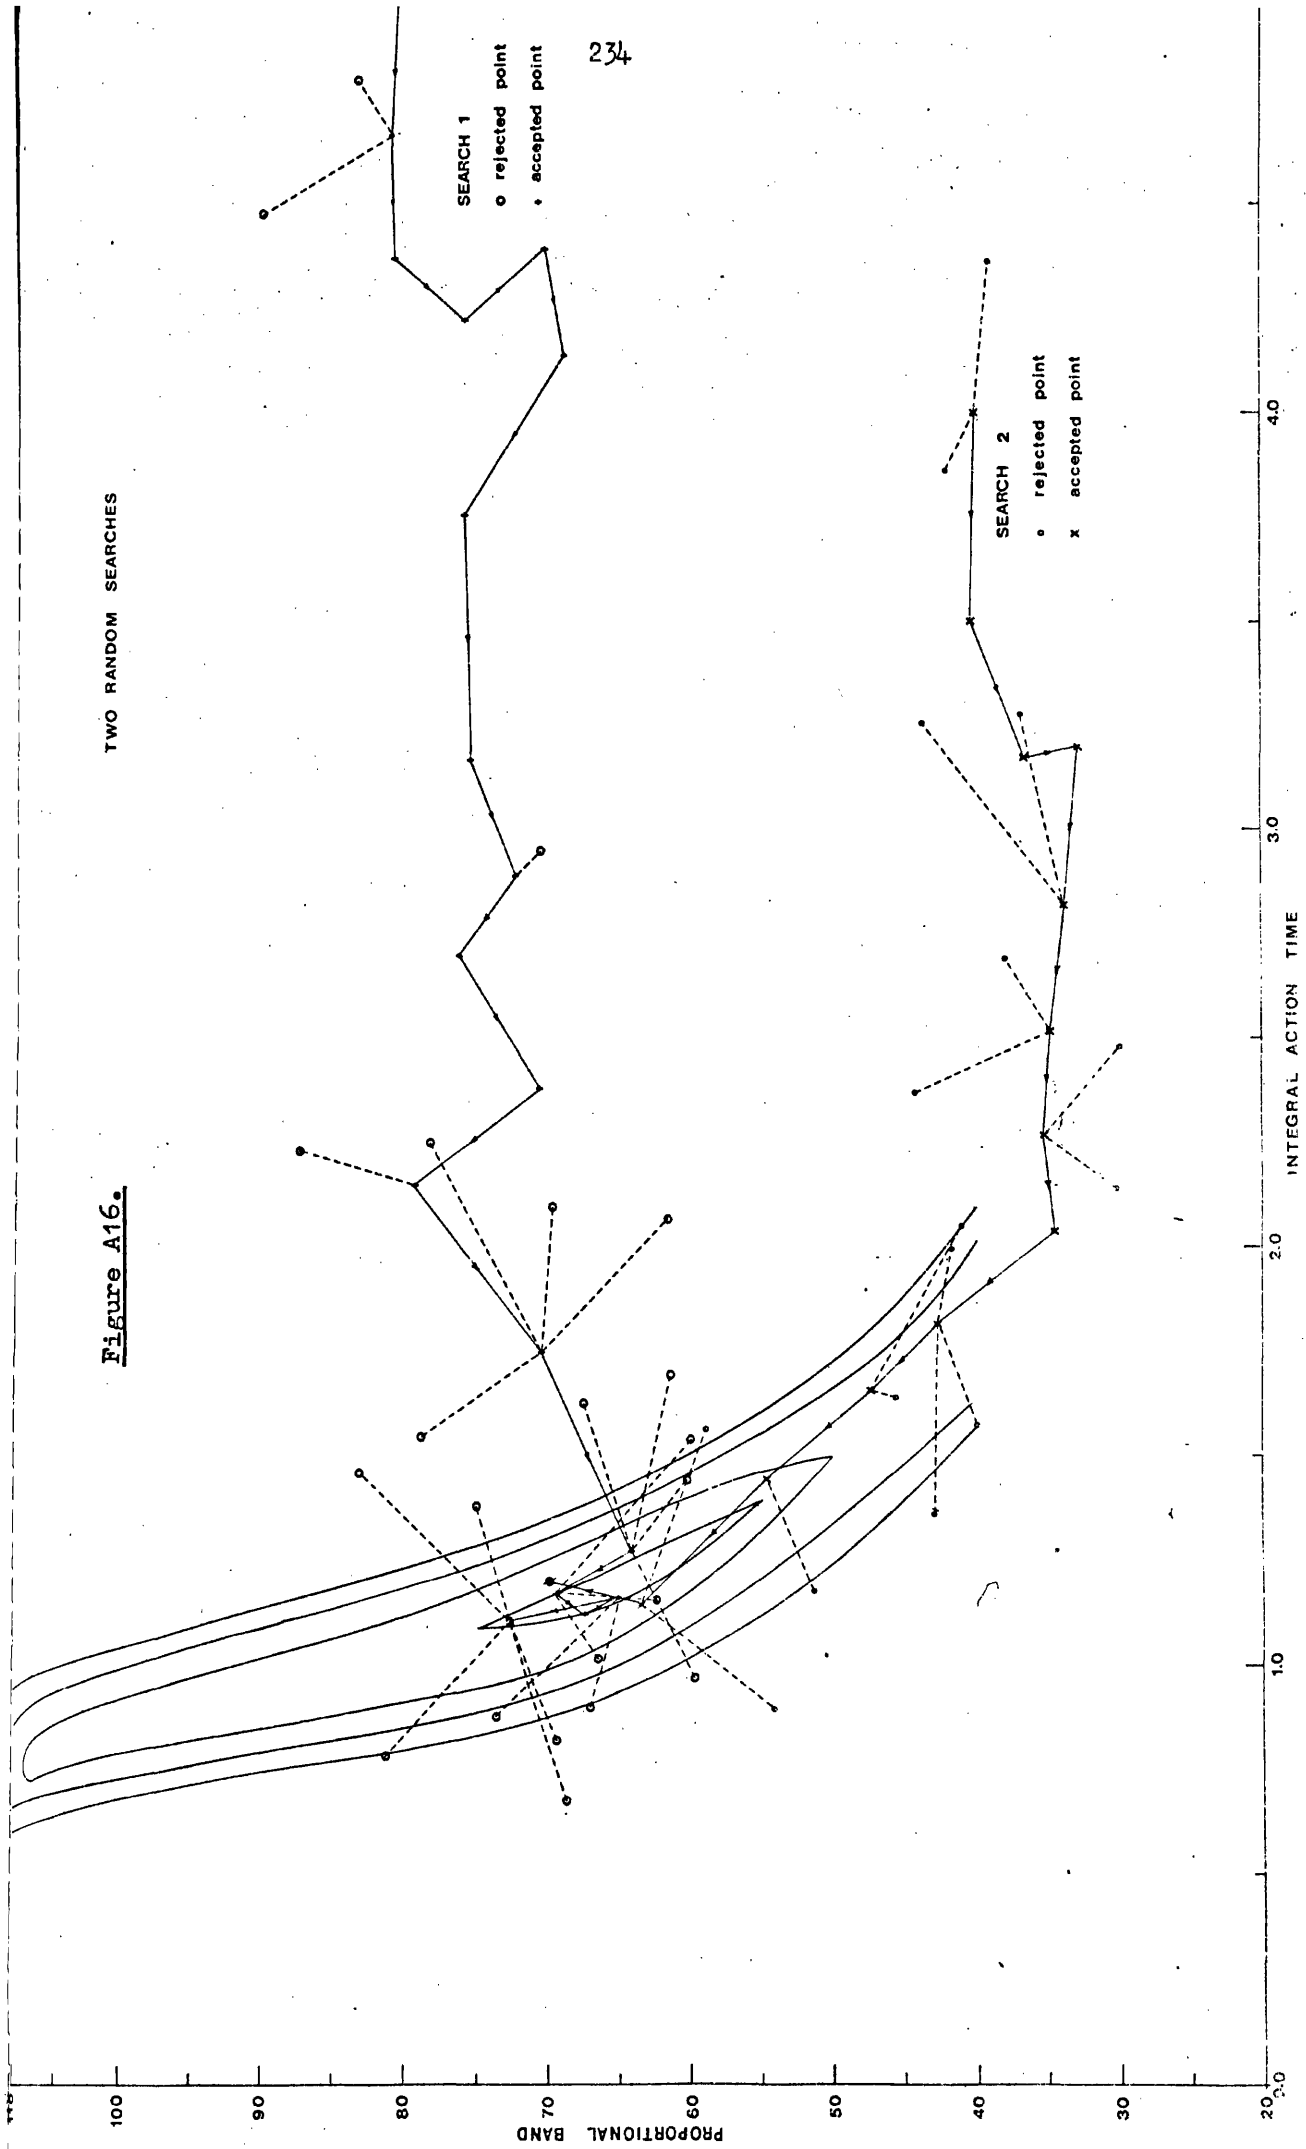 Figure A16.
TWO RANDOM SEARCHES
234
SEARCH 1
o rejected point
+ accepted point
SEARCH 2
o rejected point
x accepted point
PROPORTIONAL BAND
100
90
80
70
60
50
40
30
20
0.0
1.0
2.0
3.0
4.0
INTEGRAL ACTION TIME